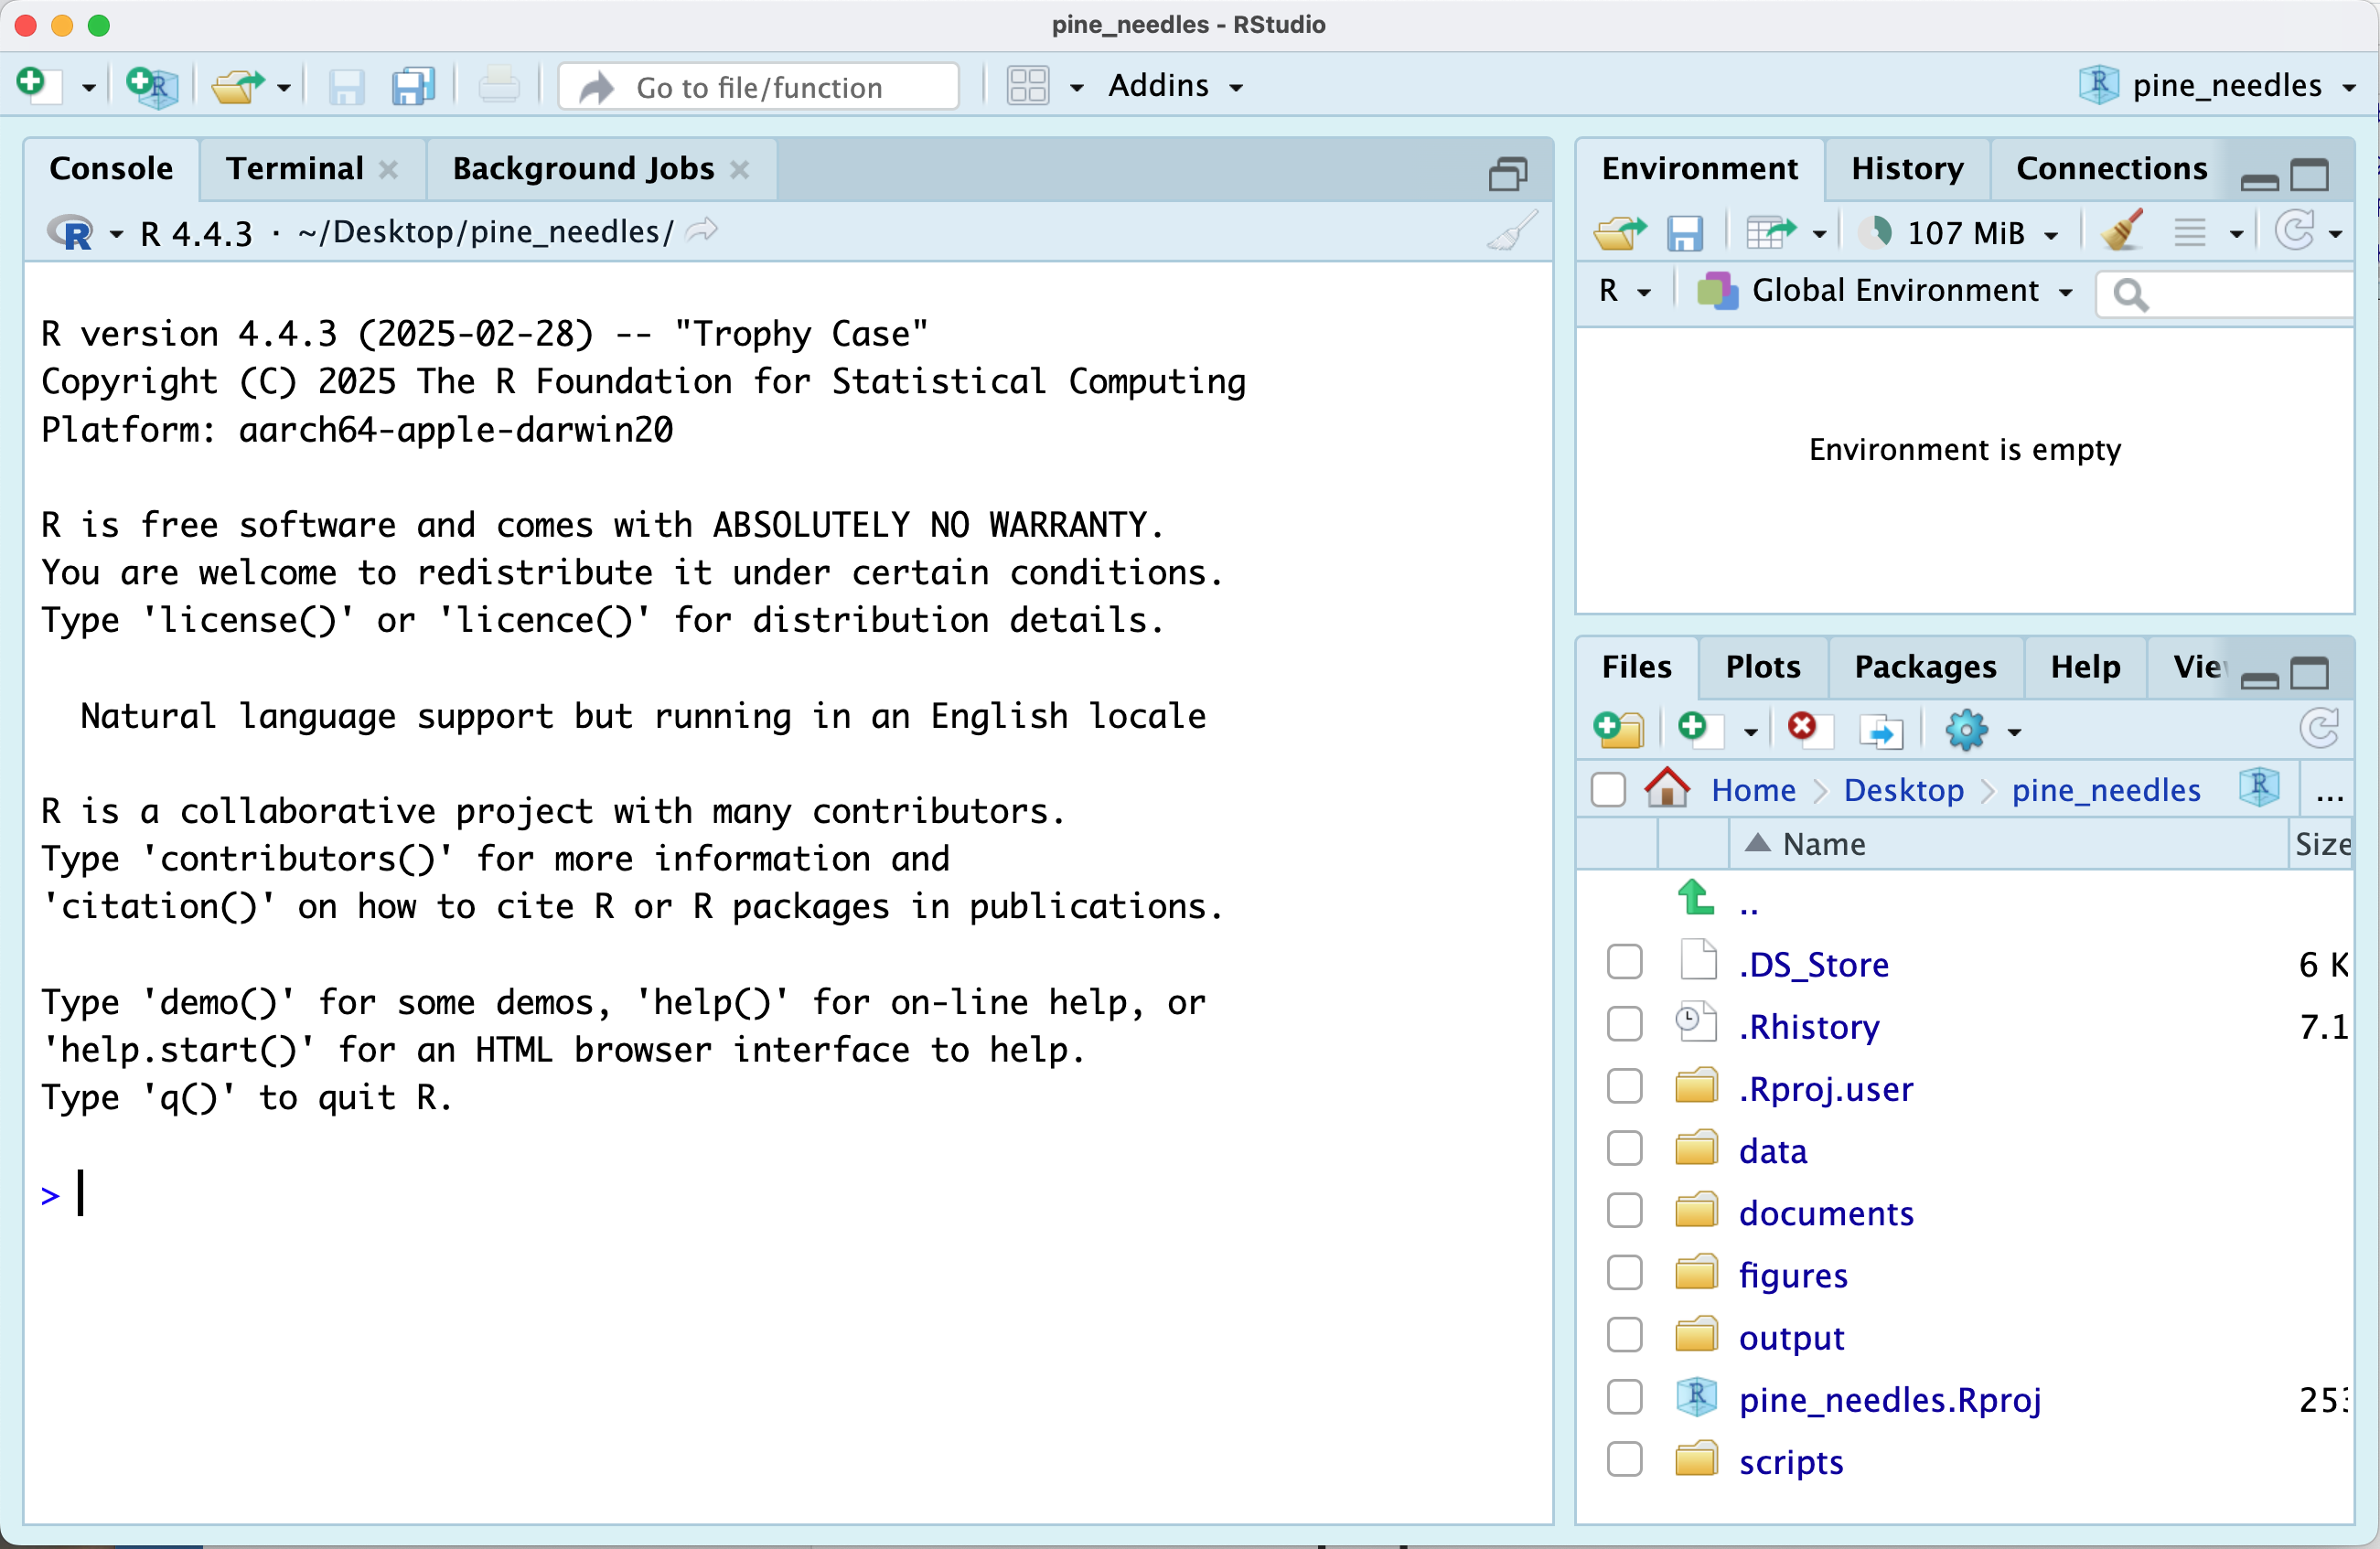 pine_needles - RStudio
Go to file/function
Addins
pine_needles
Console
Terminal
Background Jobs
R 4.4.3 · ~/Desktop/pine_needles/
R version 4.4.3 (2025-02-28) -- "Trophy Case"
Copyright (C) 2025 The R Foundation for Statistical Computing
Platform: aarch64-apple-darwin20
R is free software and comes with ABSOLUTELY NO WARRANTY.
You are welcome to redistribute it under certain conditions.
Type 'license()' or 'licence()' for distribution details.
Natural language support but running in an English locale
R is a collaborative project with many contributors.
Type 'contributors()' for more information and
'citation()' on how to cite R or R packages in publications.
Type 'demo()' for some demos, 'help()' for on-line help, or
'help.start()' for an HTML browser interface to help.
Type 'q()' to quit R.
>
Environment
History
Connections
107 MiB
R
Global Environment
Environment is empty
Files
Plots
Packages
Help
Home
Desktop
pine_needles
...
Name
Size
..
.DS_Store
6 K
.Rhistory
7.1
.Rproj.user
data
documents
figures
output
pine_needles.Rproj
scripts